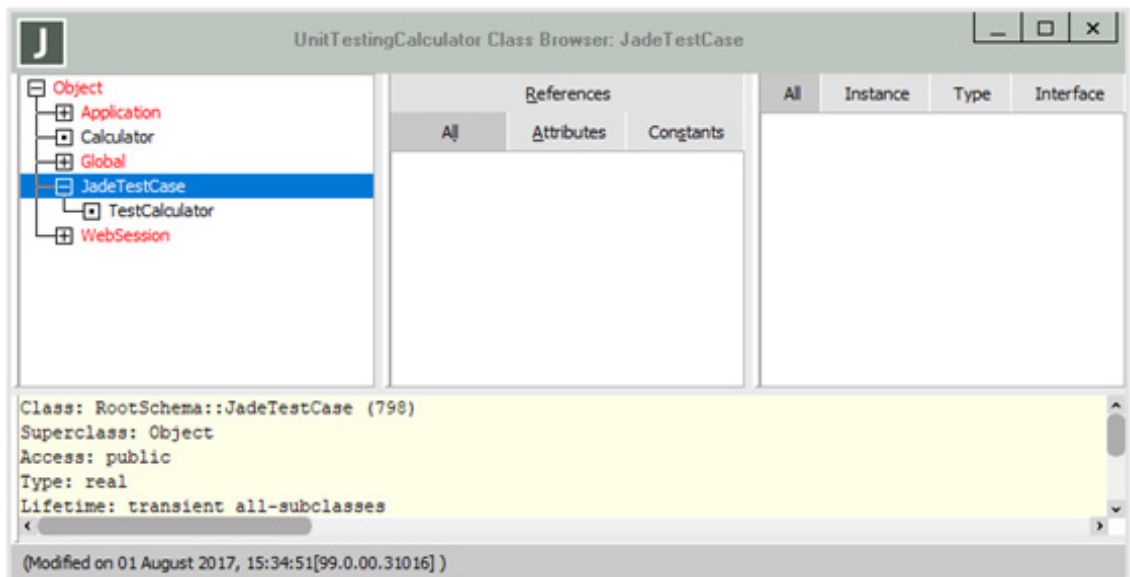 J
UnitTestingCalculator Class Browser: JadeTestCase
Object
Application
Calculator
Global
JadeTestCase
TestCalculator
WebSession
References
All Attributes Constants
All Instance Type Interface
Class: RootSchema::JadeTestCase (798)
Superclass: Object
Access: public
Type: real
Lifetime: transient all-subclasses
(Modified on 01 August 2017, 15:34:51[99.0.00.31016] )